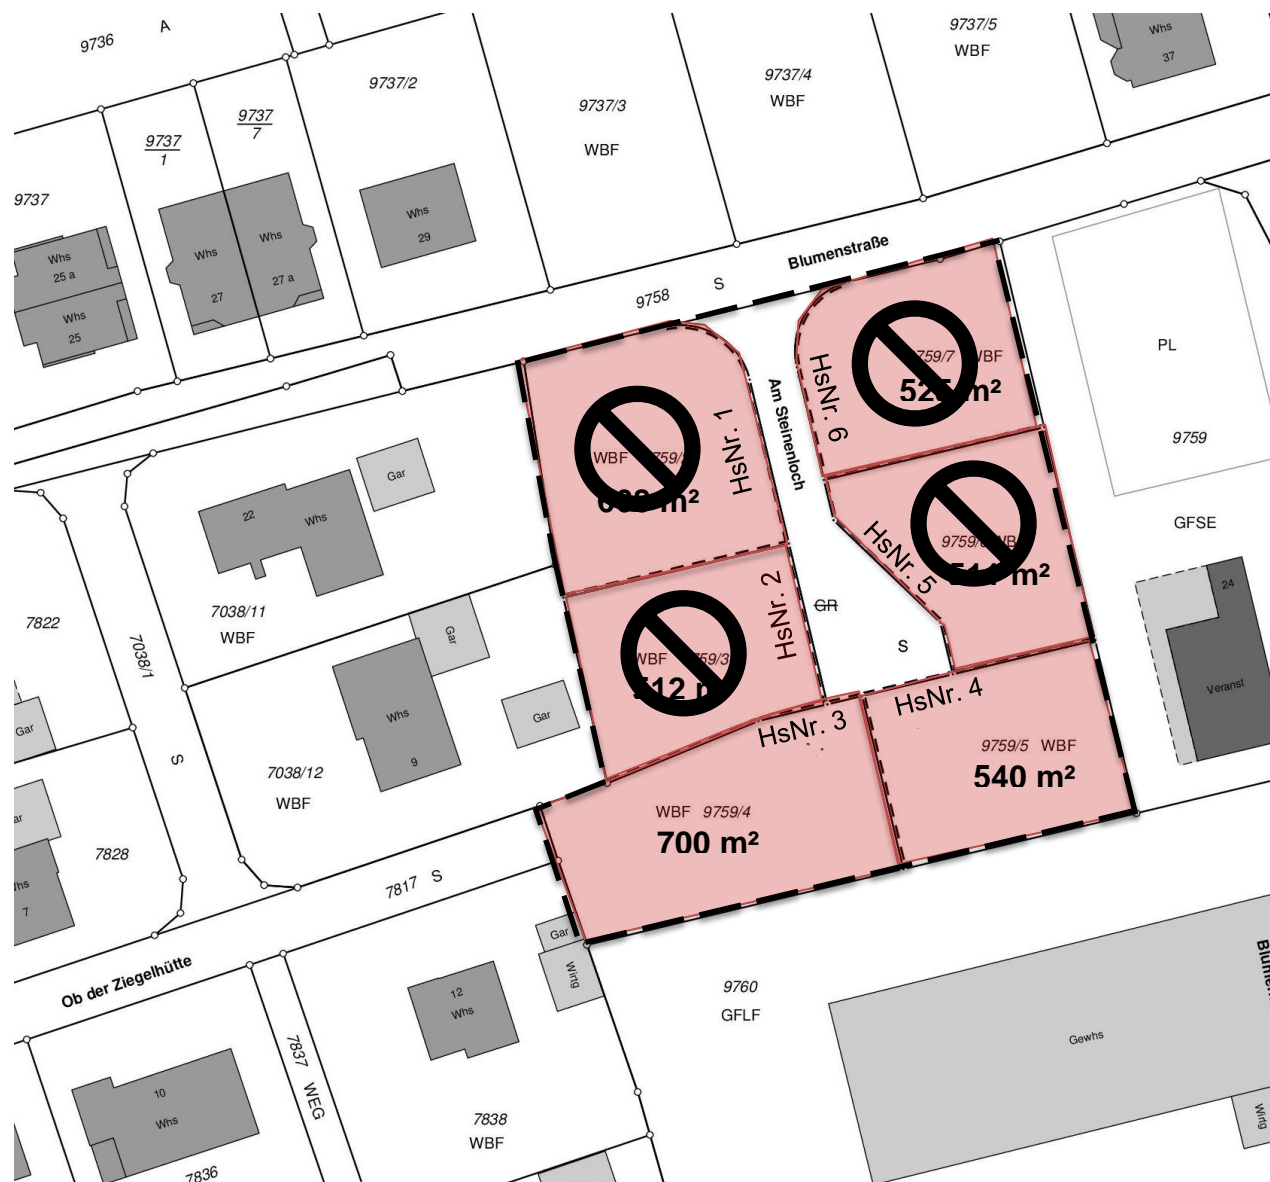 9736
A
9737/2
9737/3
WBF
9737/4
WBF
9737/5
WBF
Whs
37
9737
1
9737
7
9737
Whs
25 a
Whs
25
Whs
27
Whs
27 a
Whs
29
9758
S
Blumenstraße
WBF
HsNr. 1
Am Steinenloch
HsNr. 6
PL
9759
GFSE
24
Veranst
HsNr. 5
HsNr. 2
GR
S
HsNr. 3
HsNr. 4
9759/5 WBF
540 m²
WBF 9759/4
700 m²
22
Whs
Gar
7038/11
WBF
7822
7038/1
S
Gar
Whs
9
Gar
7038/12
WBF
Gar
7828
7
7817 S
Ob der Ziegelhütte
Gar
Wirtg
12
Whs
10
Whs
7837 WEG
7838
WBF
7836
9760
GFLF
Gewhs
Wirtg